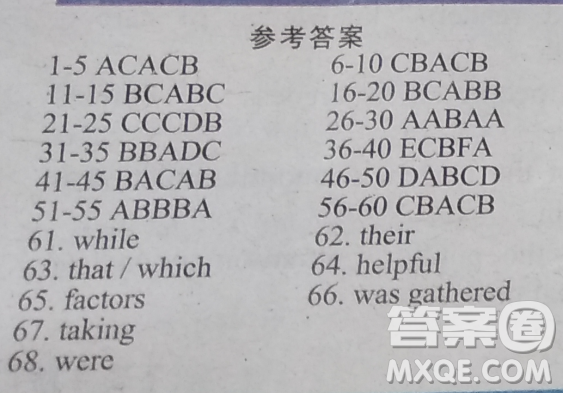 参考答案
1-5 ACACB 6-10 CBACB
11-15 BCABC 16-20 BCABB
21-25 CCCDB 26-30 AABAA
31-35 BBADC 36-40 ECBFA
41-45 BACAB 46-50 DABCD
51-55 ABBBA 56-60 CBACB
61. while 62. their
63. that / which 64. helpful
65. factors 66. was gathered
67. taking
68. were
答案圈
MXQE.COM